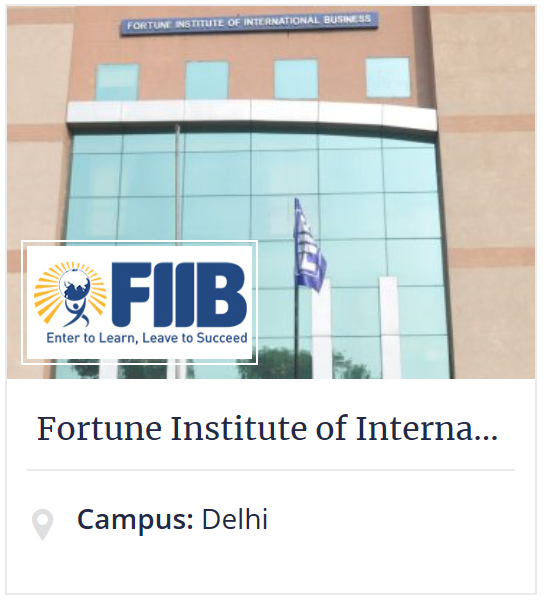 FORTUNE INSTITUTE OF INTERNATIONAL BUSINESS
FIIB
Enter to Learn, Leave to Succeed
Fortune Institute of Interna...
Campus: Delhi